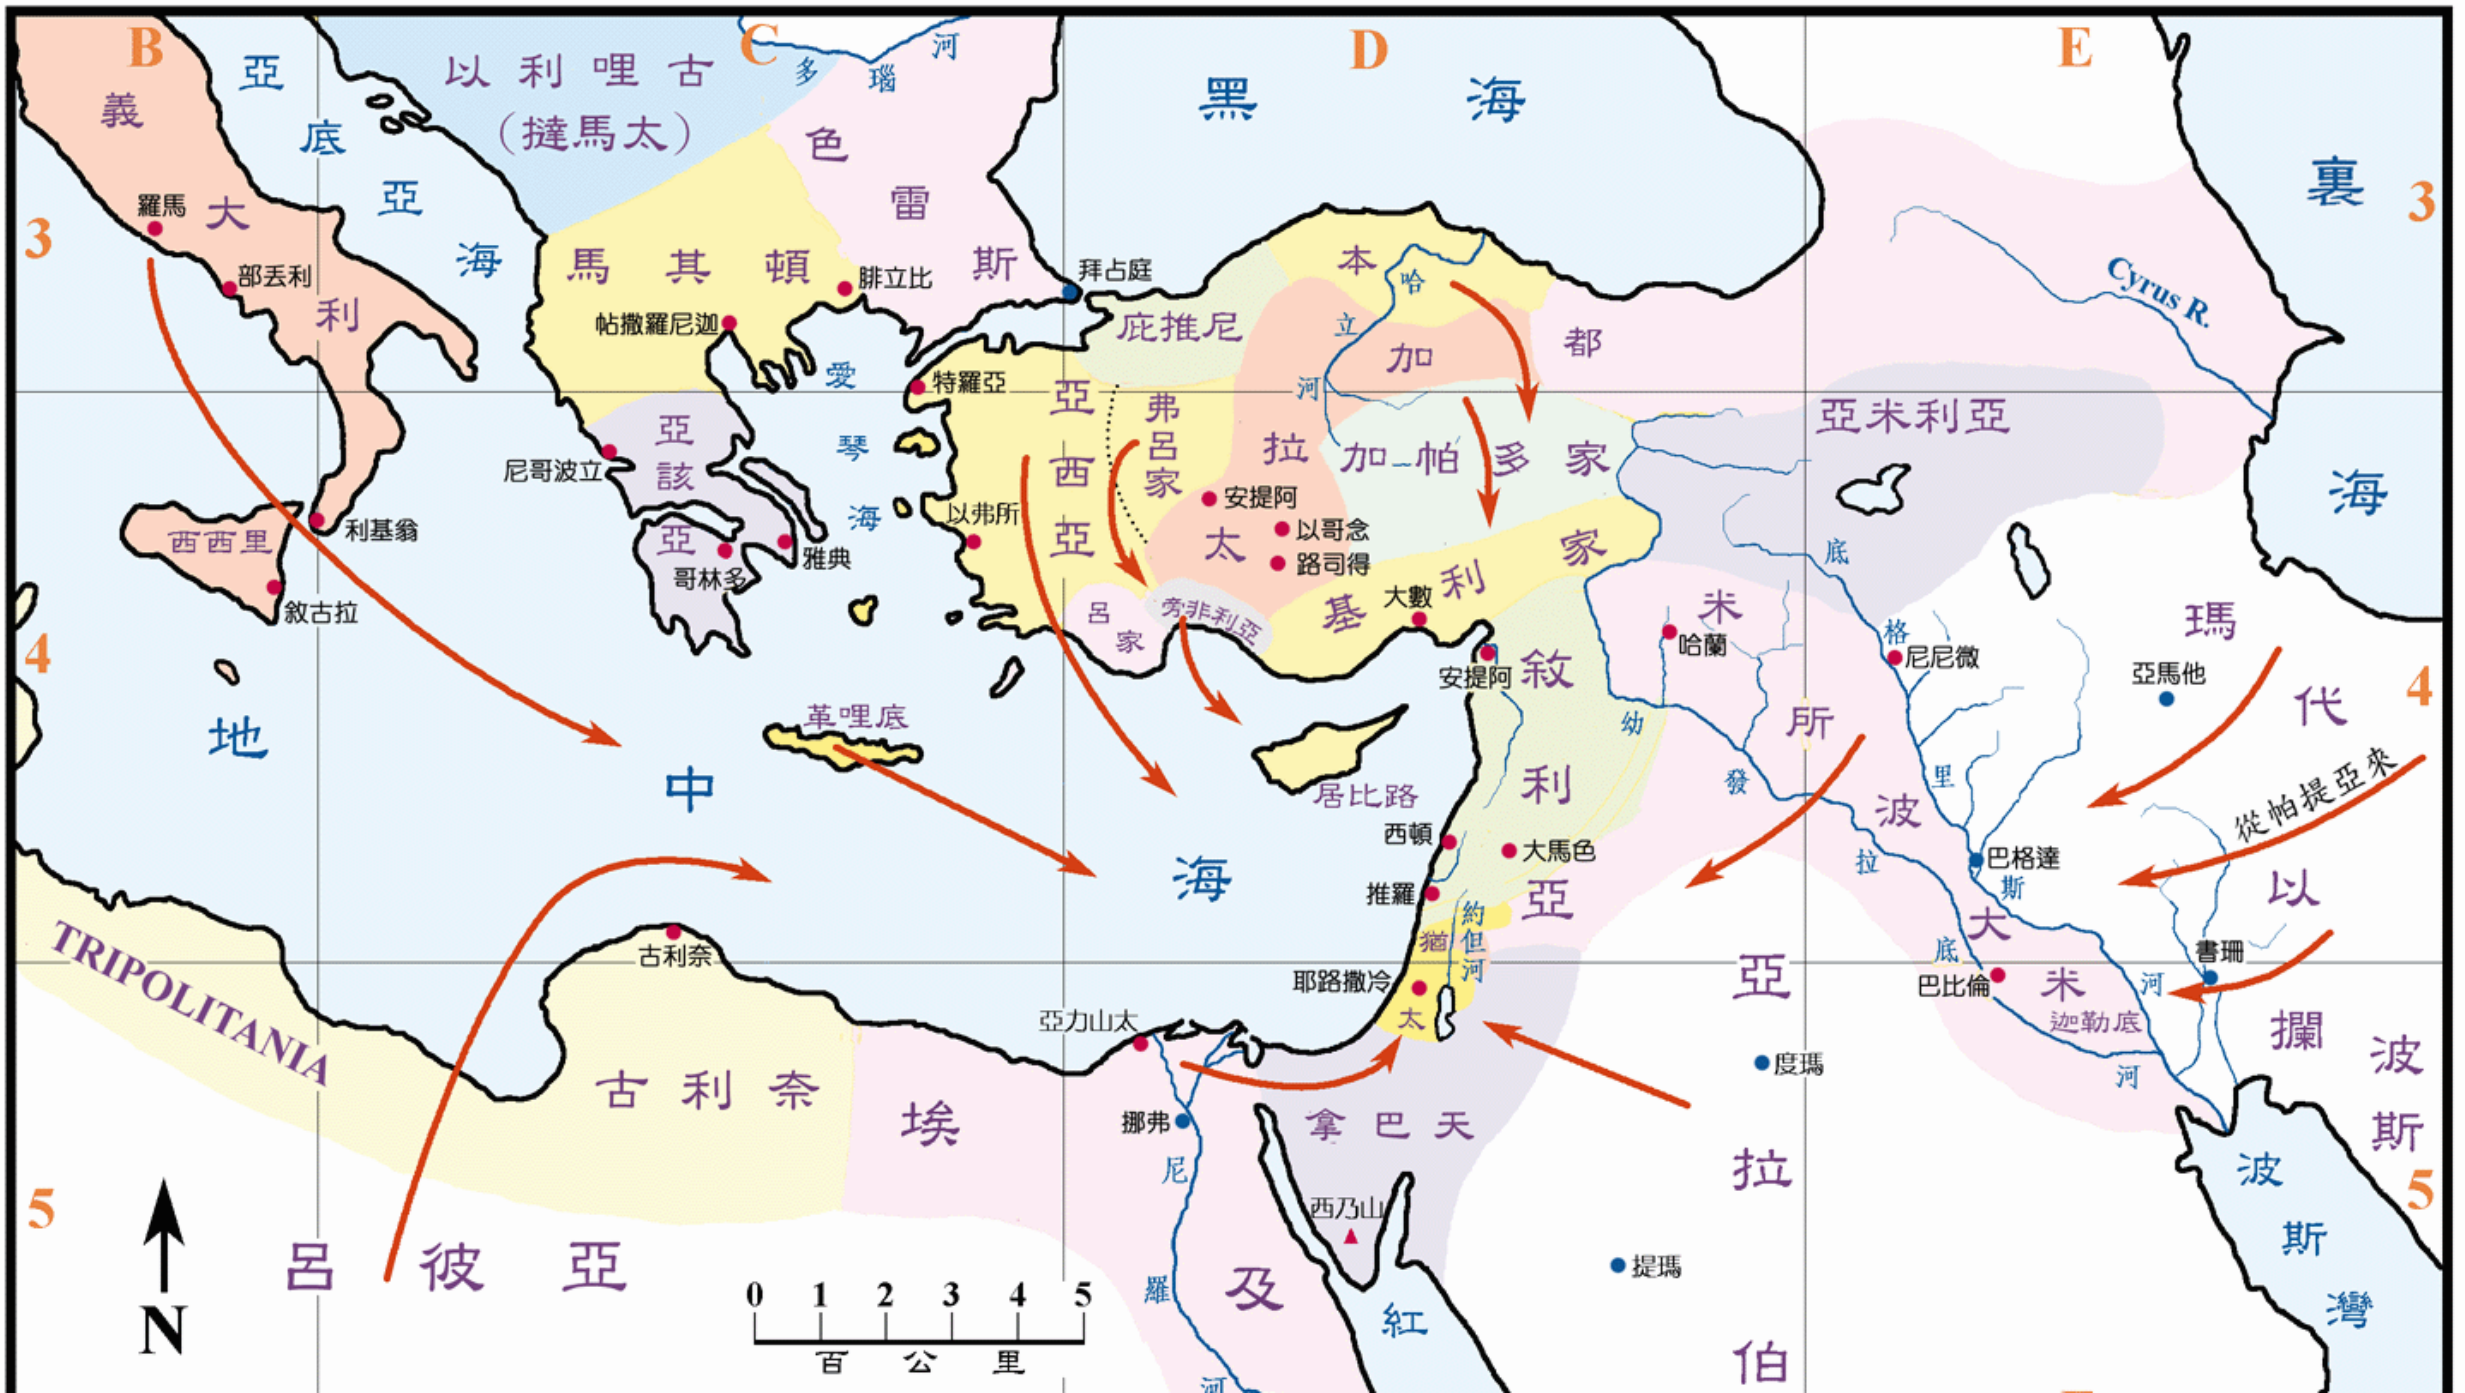 B
C
D
E
3
3
4
4
5
5
義大利
亞底亞海
以利哩古
（撻馬太）
多瑙河
色雷斯
黑海
裏海
Cyrus R.
羅馬
部丟利
馬其頓
腓立比
帖撒羅尼迦
拜占庭
庇推尼
本都
哈立河
加拉太
愛琴海
特羅亞
亞西亞
弗呂家
加帕多家
亞米利亞
亞該亞
尼哥波立
雅典
哥林多
以弗所
安提阿
以哥念
路司得
基利家
大數
呂家
旁非利亞
西西里
利基翁
敘古拉
地中海
革哩底
居比路
安提阿
敘利亞
米所波大米
哈蘭
底格里斯河
尼尼微
亞馬他
瑪代
幼發拉底河
從帕提亞來
西頓
大馬色
推羅
約但河
猶太
耶路撒冷
巴格達
以攔
書珊
巴比倫
迦勒底
波斯
波斯灣
TRIPOLITANIA
古利奈
古利奈
呂彼亞
亞力山太
埃及
挪弗
尼羅河
拿巴天
西乃山
紅
亞拉伯
度瑪
提瑪
N
0 1 2 3 4 5
百公里